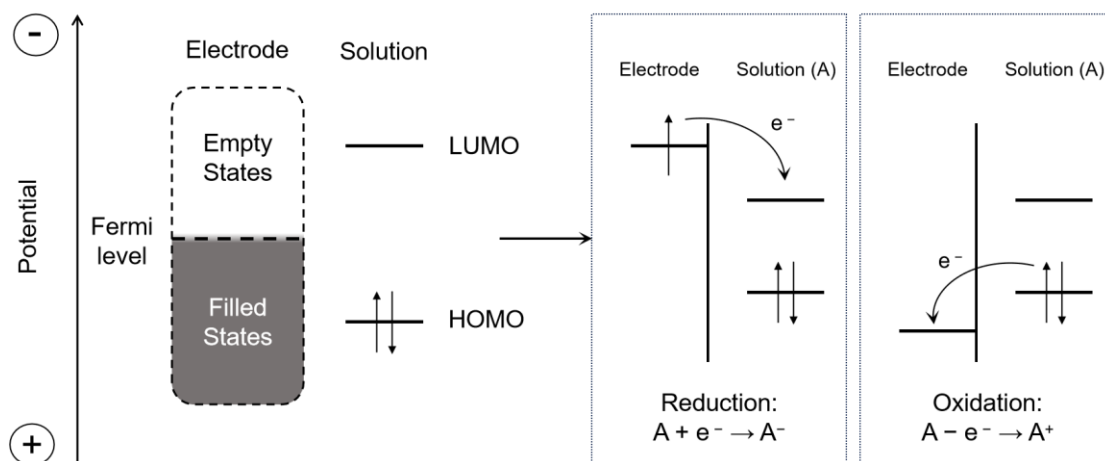 -
Potential
+
Electrode
Solution
Empty
States
Fermi
level
Filled
States
LUMO
HOMO
Electrode
Solution (A)
e⁻
Reduction:
A + e⁻ → A⁻
Electrode
Solution (A)
e⁻
Oxidation:
A − e⁻ → A⁺